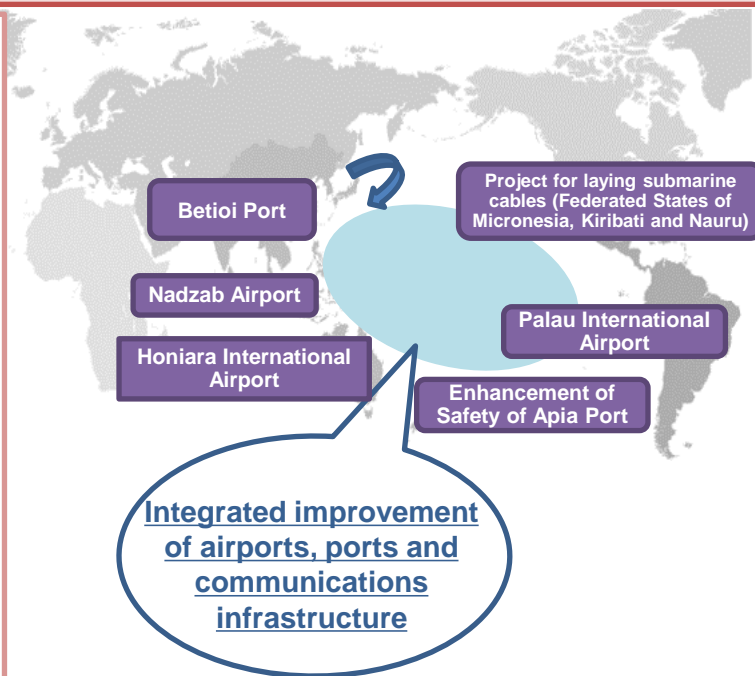 Betioi Port
Project for laying submarine
cables (Federated States of
Micronesia, Kiribati and Nauru)
Nadzab Airport
Palau International
Airport
Honiara International
Airport
Enhancement of
Safety of Apia Port
Integrated improvement
of airports, ports and
communications
infrastructure